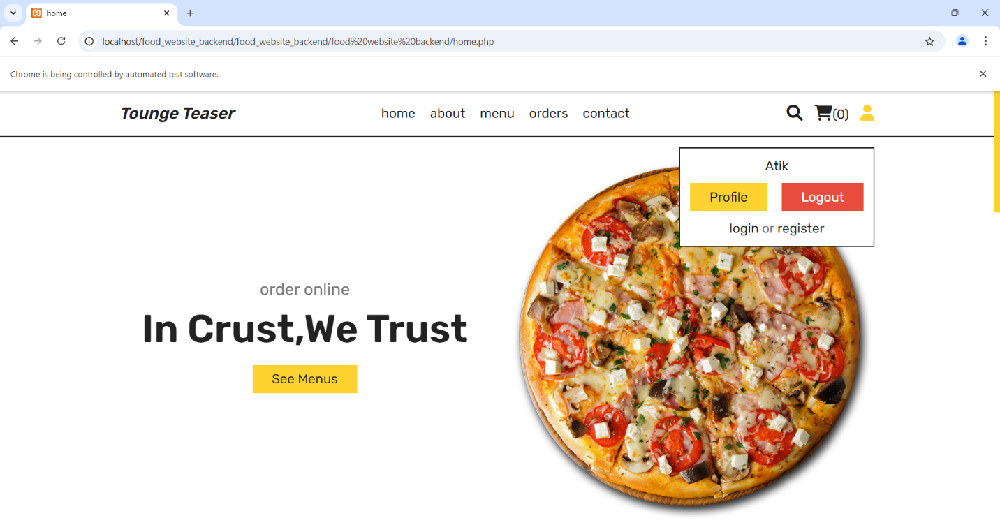 home
localhost/food_website_backend/food_website_backend/food%20website%20backend/home.php
Chrome is being controlled by automated test software.
Tounge Teaser
home about menu orders contact
(0)
Atik
Profile Logout
login or register
order online
In Crust,We Trust
See Menus